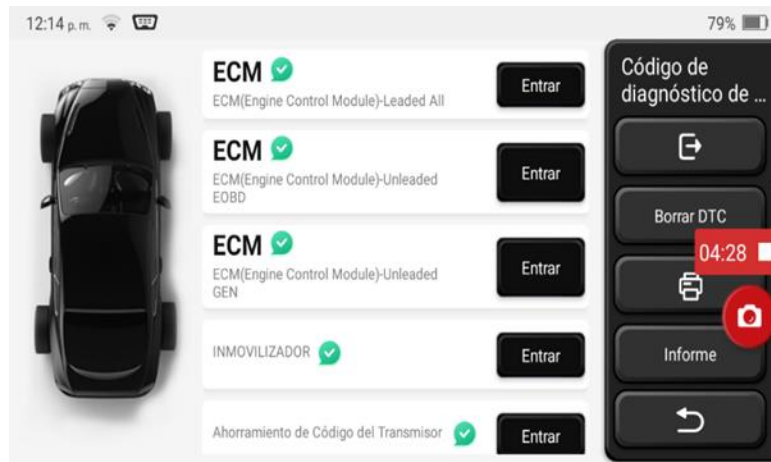 12:14 p. m.
79%
ECM
ECM(Engine Control Module)-Leaded All
Entrar
ECM
ECM(Engine Control Module)-Unleaded
EOBD
Entrar
ECM
ECM(Engine Control Module)-Unleaded
GEN
Entrar
INMOVILIZADOR
Entrar
Ahorramiento de Código del Transmisor
Entrar
Código de
diagnóstico de ...
Borrar DTC
04:28
Informe